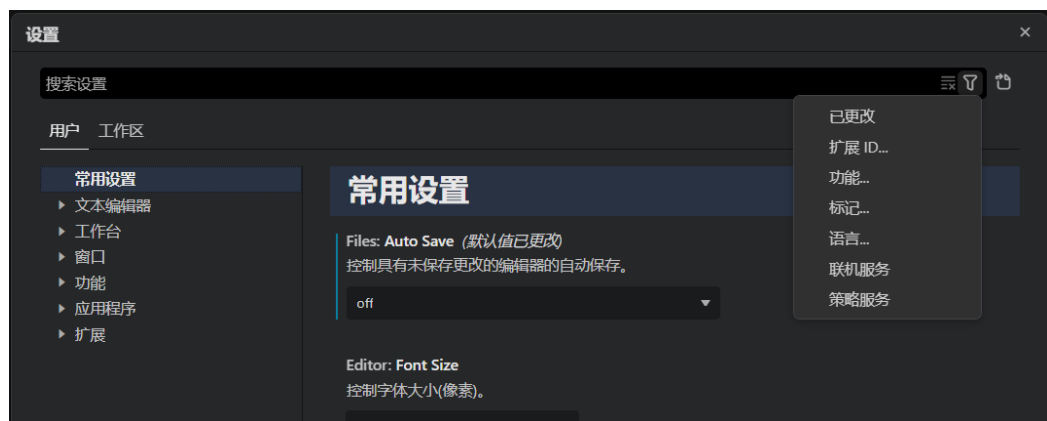 设置
搜索设置
用户 工作区
已更改
扩展 ID...
功能...
标记...
语言...
联机服务
策略服务
常用设置
文本编辑器
工作台
窗口
功能
应用程序
扩展
常用设置
Files: Auto Save (默认值已更改)
控制具有未保存更改的编辑器的自动保存。
off
Editor: Font Size
控制字体大小(像素)。